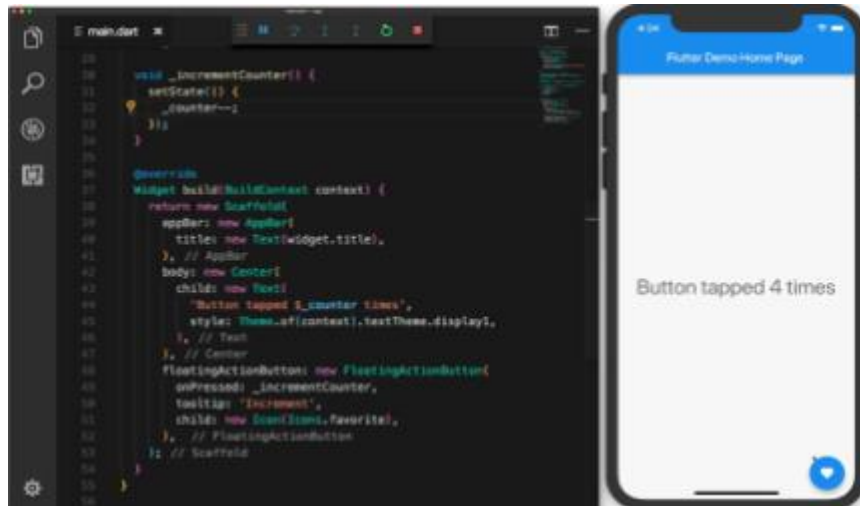 main.dart
void _incrementCounter() {
setState(() {
_counter--;
});
}
@override
Widget build(BuildContext context) {
return new Scaffold(
appBar: new AppBar(
title: new Text(widget.title),
), // AppBar
body: new Center(
child: new Text(
'Button tapped $_counter times',
style: Theme.of(context).textTheme.display1,
), // Text
), // Center
floatingActionButton: new FloatingActionButton(
onPressed: _incrementCounter,
tooltip: 'Increment',
child: new Icon(Icons.favorite),
), // FloatingActionButton
); // Scaffold
}
}
Flutter Demo Home Page
Button tapped 4 times